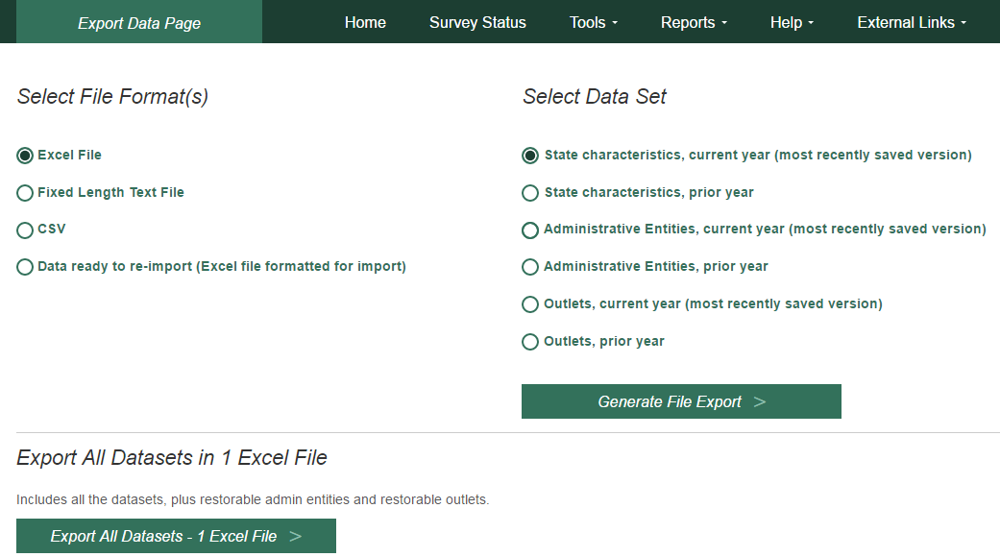 Export Data Page
Home
Survey Status
Tools
Reports
Help
External Links
Select File Format(s)
Excel File
Fixed Length Text File
CSV
Data ready to re-import (Excel file formatted for import)
Select Data Set
State characteristics, current year (most recently saved version)
State characteristics, prior year
Administrative Entities, current year (most recently saved version)
Administrative Entities, prior year
Outlets, current year (most recently saved version)
Outlets, prior year
Generate File Export >
Export All Datasets in 1 Excel File
Includes all the datasets, plus restorable admin entities and restorable outlets.
Export All Datasets - 1 Excel File >